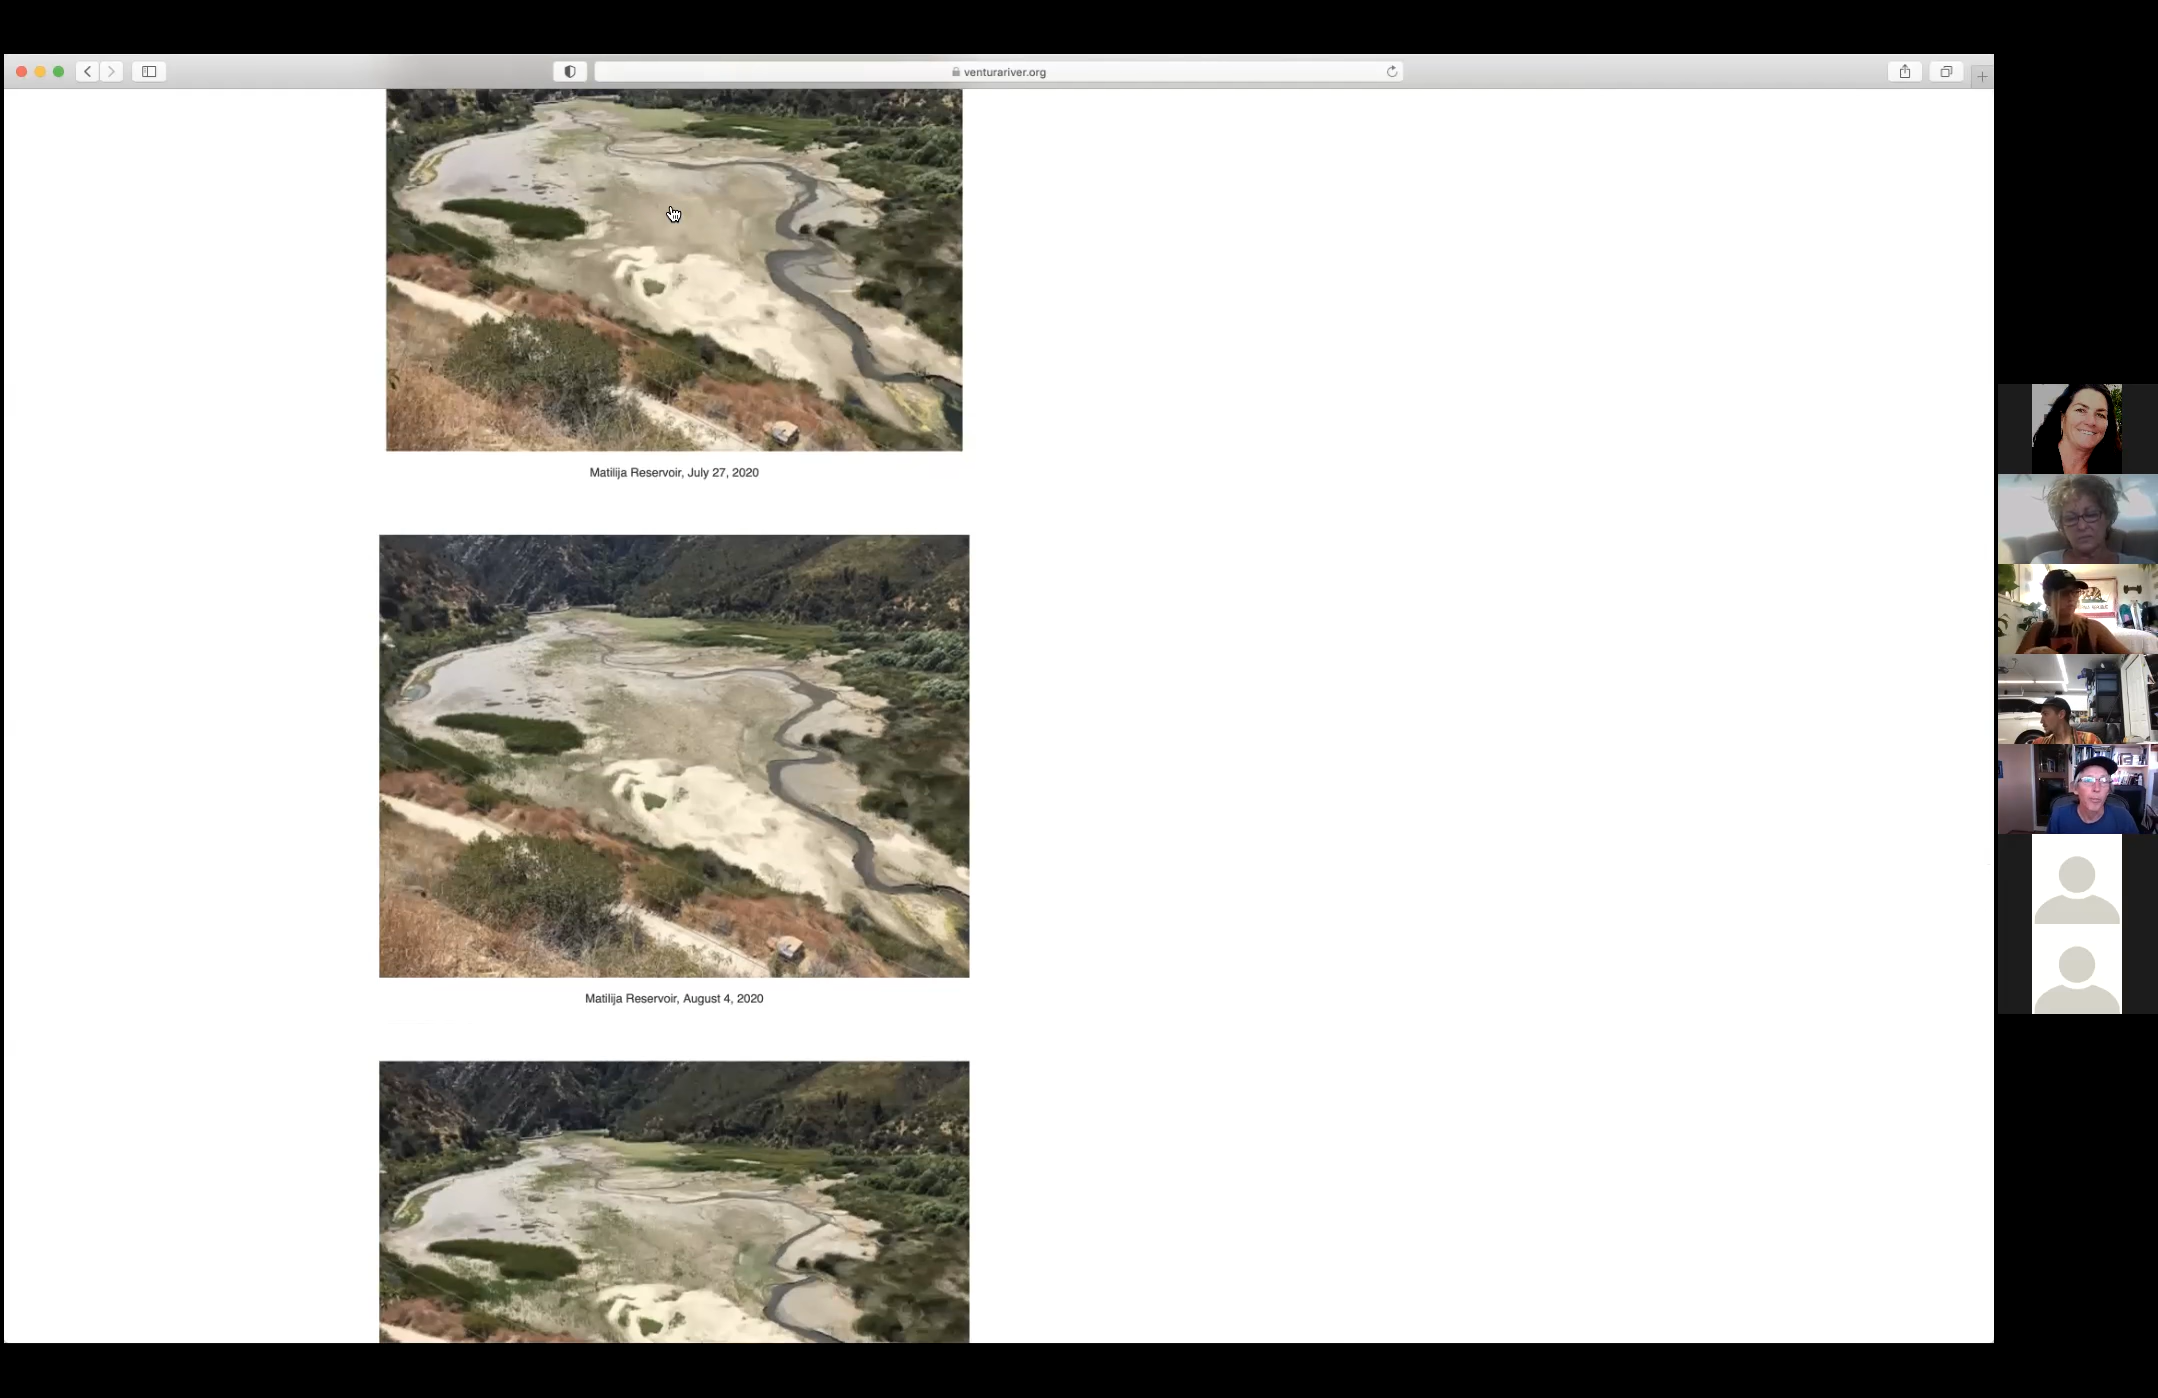 venturariver.org
Matilija Reservoir, July 27, 2020
Matilija Reservoir, August 4, 2020